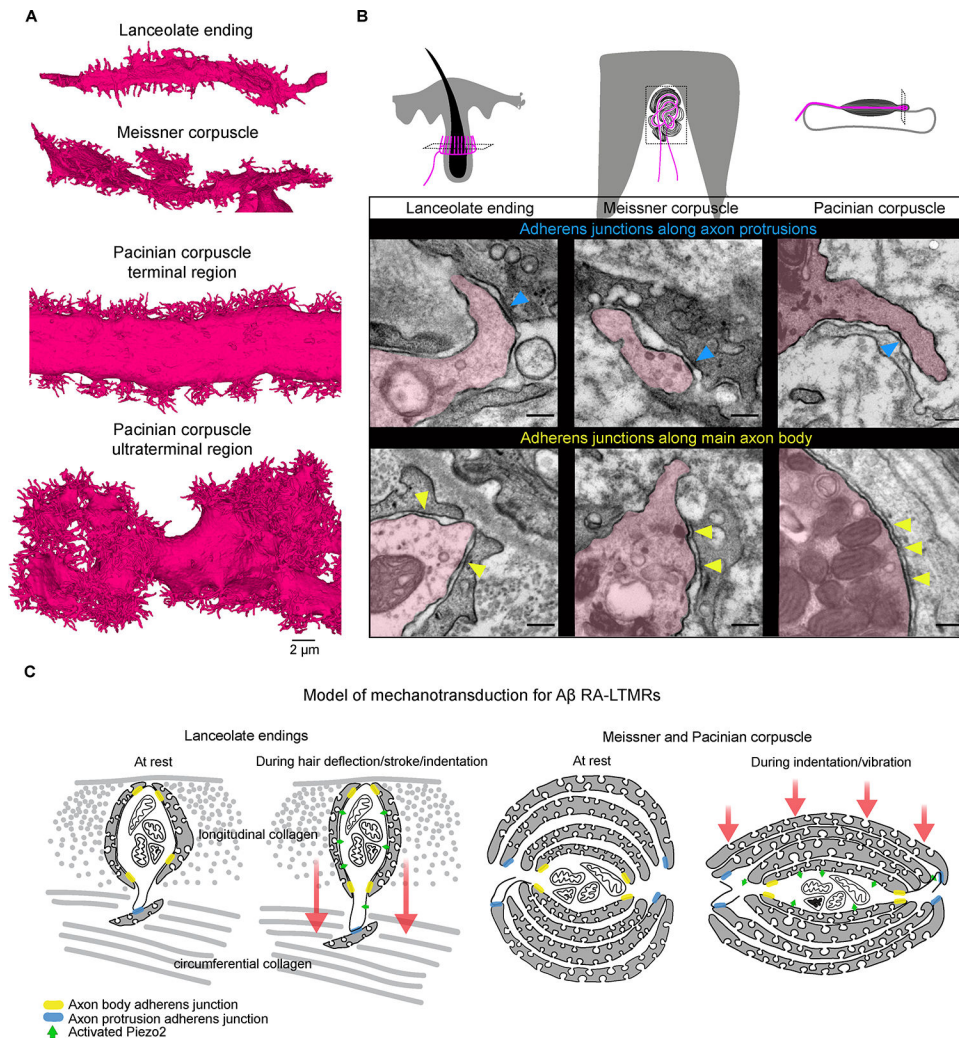 A
Lanceolate ending
Meissner corpuscle
Pacinian corpuscle
terminal region
Pacinian corpuscle
ultraterminal region
2 µm
B
Lanceolate ending
Meissner corpuscle
Pacinian corpuscle
Adherens junctions along axon protrusions
Adherens junctions along main axon body
C
Model of mechanotransduction for Aβ RA-LTMRs
Lanceolate endings
Meissner and Pacinian corpuscle
At rest
During hair deflection/stroke/indentation
At rest
During indentation/vibration
longitudinal collagen
circumferential collagen
Axon body adherens junction
Axon protrusion adherens junction
Activated Piezo2